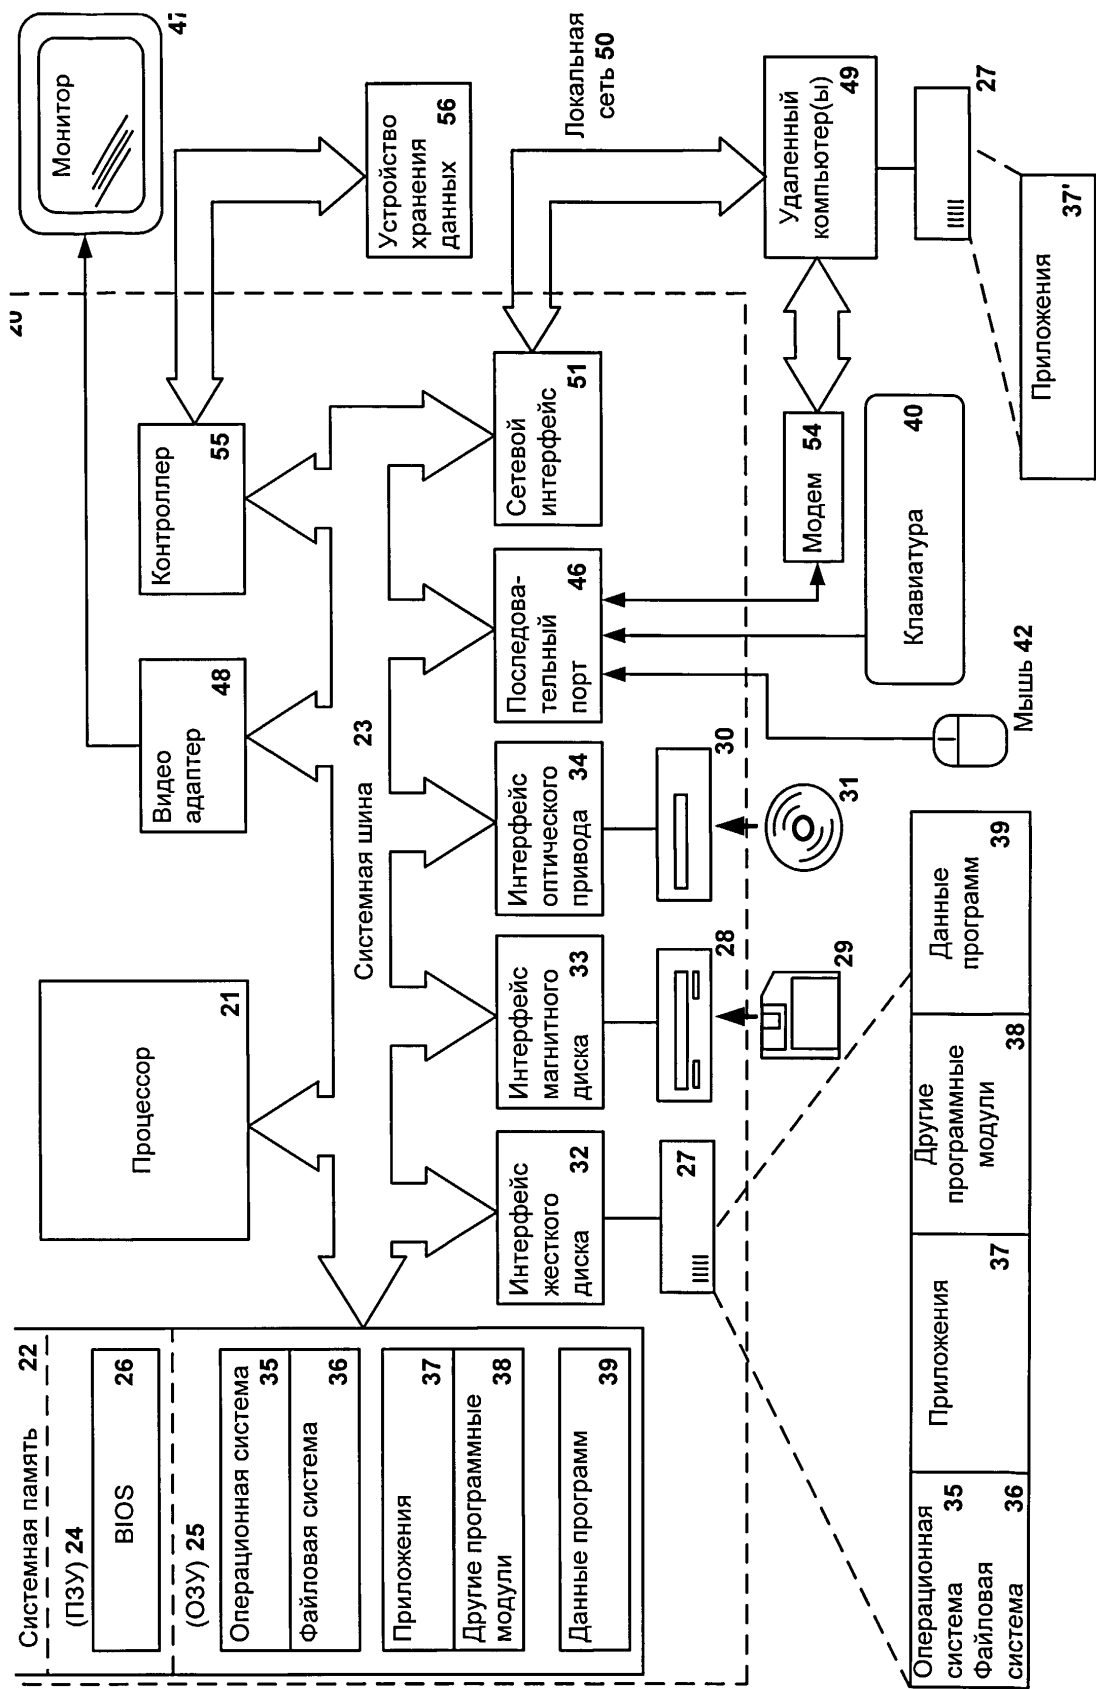 Системная память 22
(ПЗУ) 24
BIOS 26
(ОЗУ) 25
Операционная система 35
Файловая система 36
Приложения 37
Другие программные
модули 38
Данные программ 39
Процессор
21
Видео
адаптер 48
Контроллер
55
Монитор
47
20
Системная шина 23
Устройство
хранения
данных 56
Интерфейс
жесткого
диска 32
Интерфейс
магнитного
диска 33
Интерфейс
оптического
привода 34
Последова-
тельный
порт 46
Сетевой
интерфейс 51
Локальная
сеть 50
27
28
30
29
31
Мышь 42
Клавиатура
40
Модем
54
Удаленный
компьютер(ы)
49
27
Приложения
37'
Операционная
система 35
Файловая
система 36
Приложения
37
Другие
программные
модули 38
Данные
программ
39